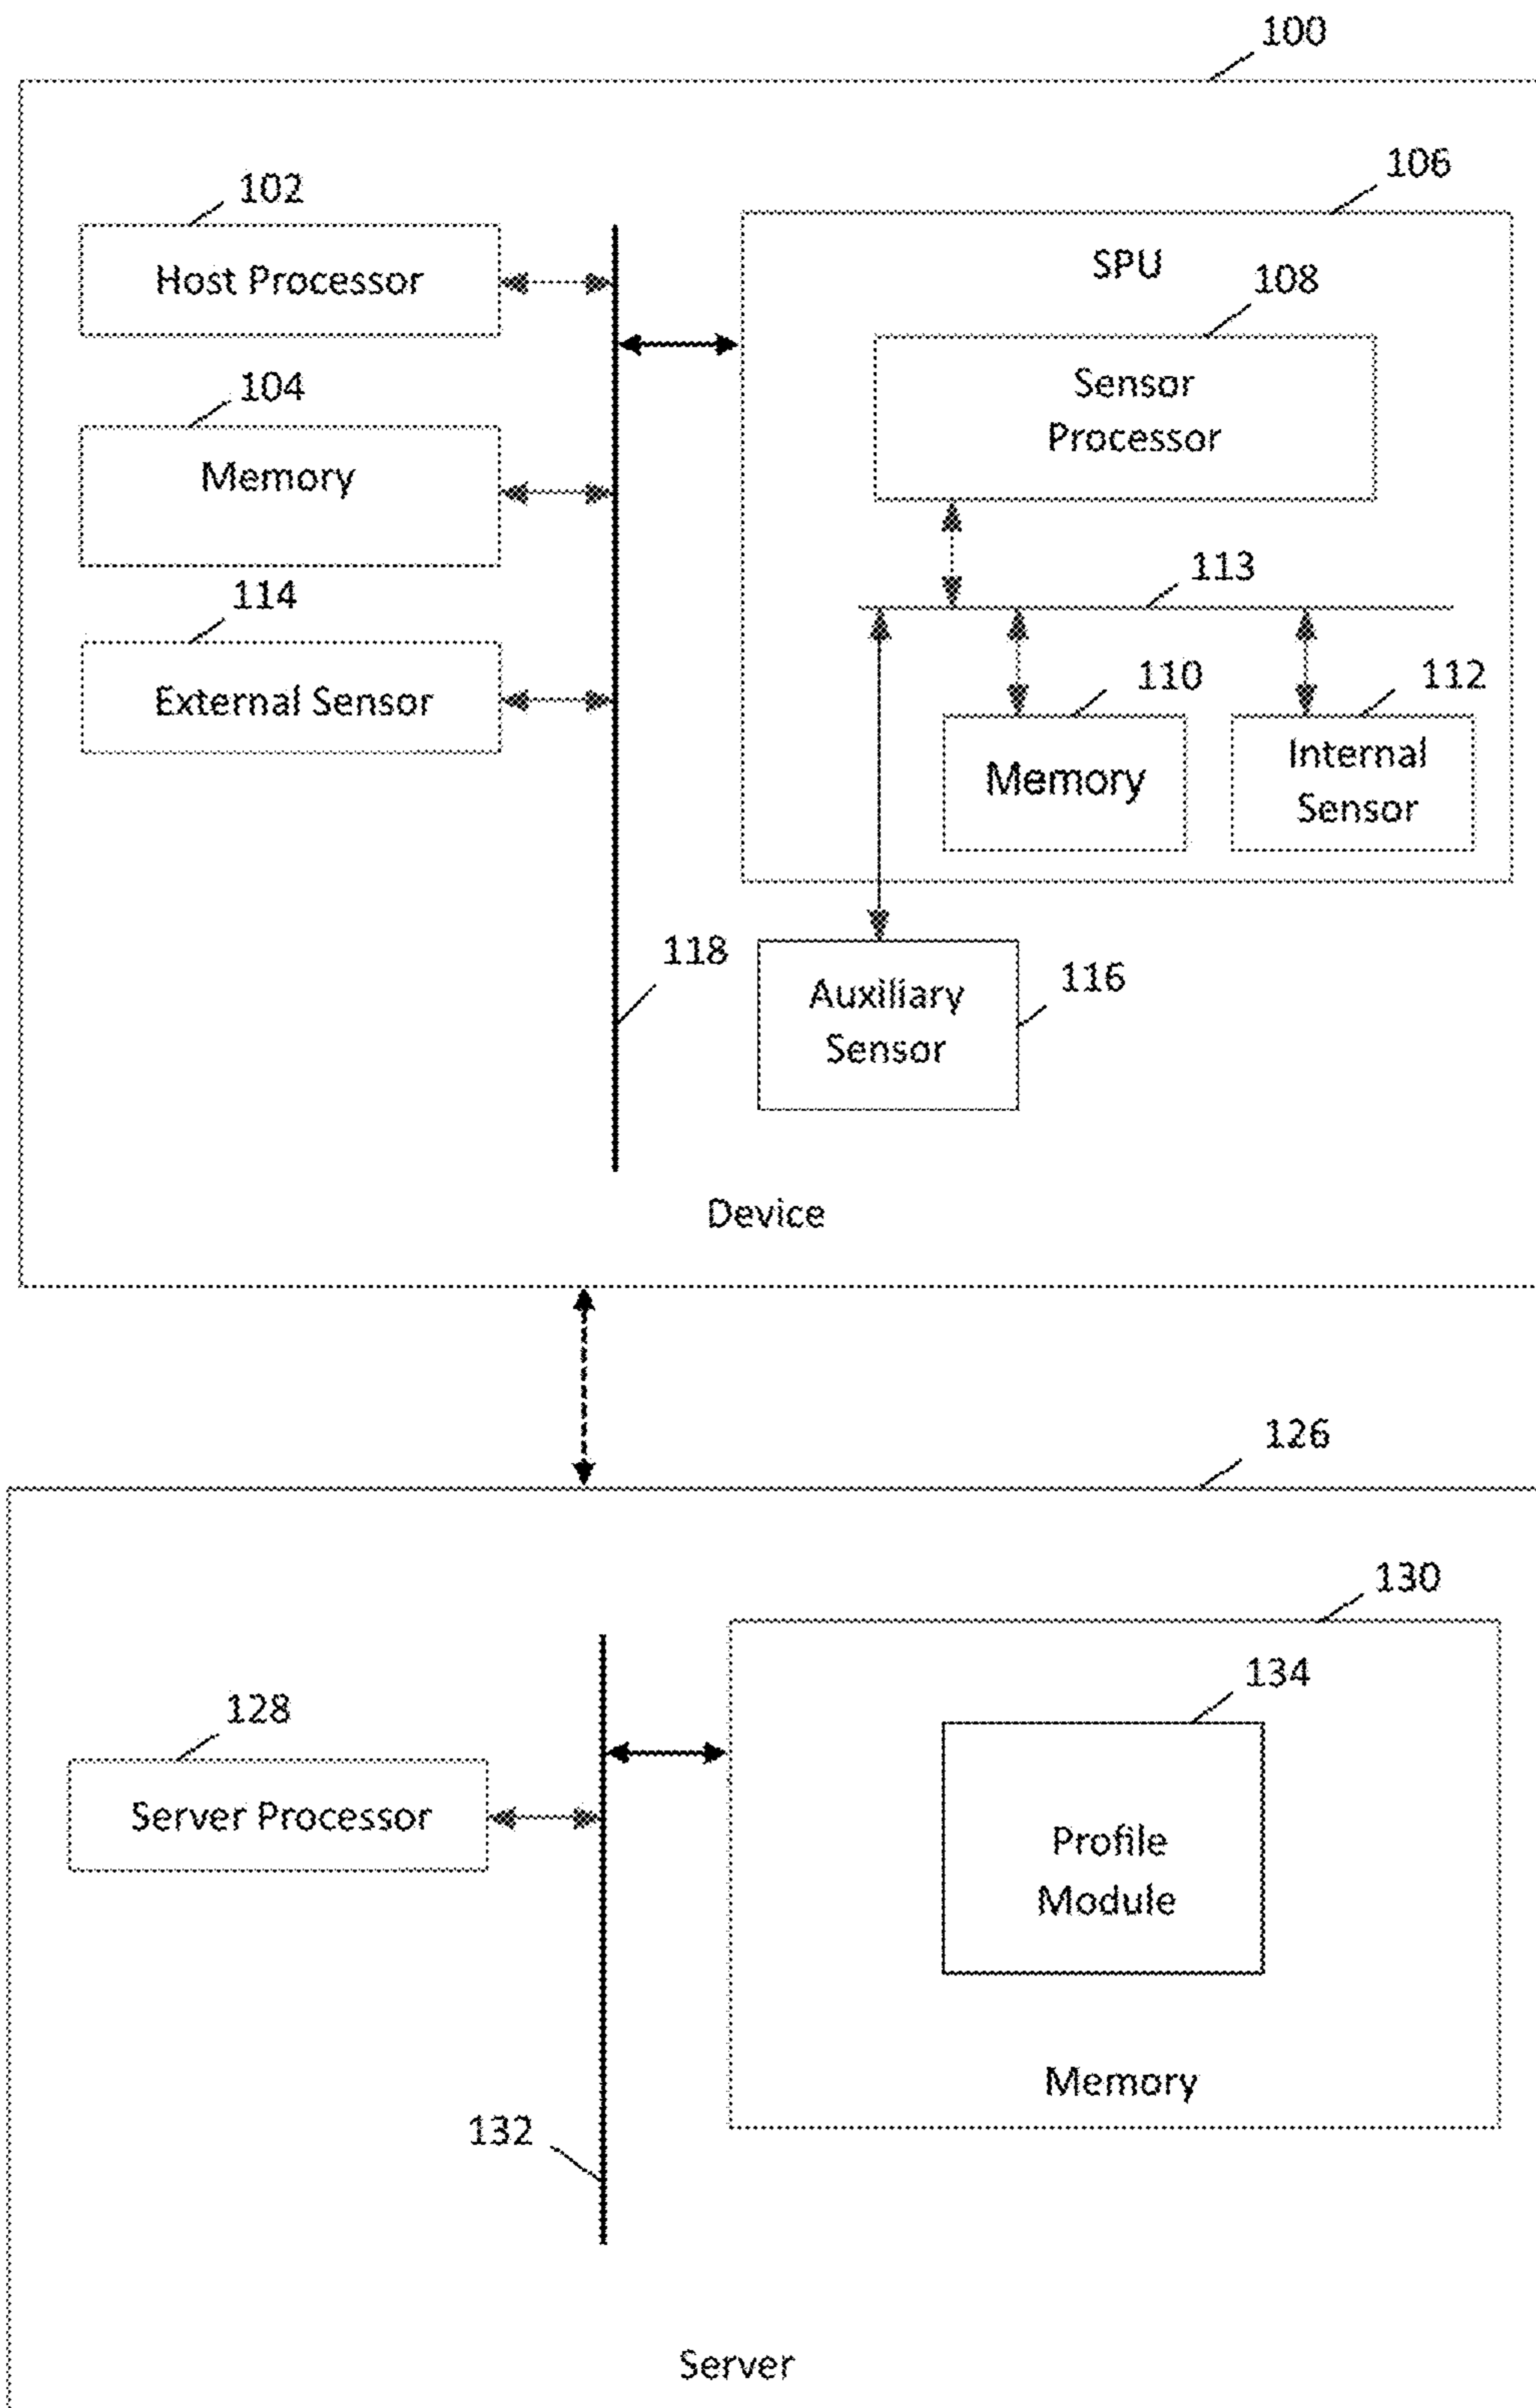 100
102
106
Host Processor
SPU
108
104
Sensor
Processor
Memory
114
113
External Sensor
110
112
Memory
Internal
Sensor
118
116
Auxiliary
Sensor
Device
126
130
134
128
Server Processor
Profile
Module
Memory
132
Server